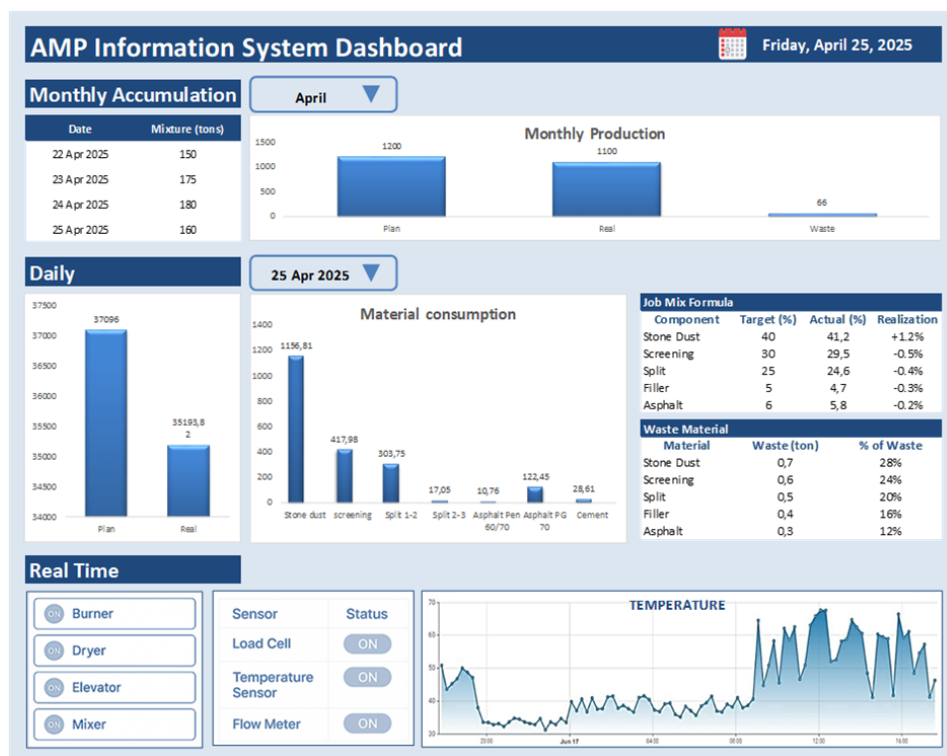 AMP Information System Dashboard
Friday, April 25, 2025
Monthly Accumulation
April
Date Mixture (tons)
22 Apr 2025 150
23 Apr 2025 175
24 Apr 2025 180
25 Apr 2025 160
Monthly Production
1500
1000
500
0
1200
1100
66
Plan Real Waste
Daily
25 Apr 2025
37500
37000
36500
36000
35500
35000
34500
34000
37096
35193,8
2
Plan Real
Material consumption
1400
1200
1000
800
600
400
200
0
1156,81
417,98
303,75
17,05
10,76
122,45
28,61
Stone dust screening Split 1-2 Split 2-3 Asphalt Pen Asphalt PG Cement
60/70 70
Job Mix Formula
Component Target (%) Actual (%) Realization
Stone Dust 40 41,2 +1.2%
Screening 30 29,5 -0.5%
Split 25 24,6 -0.4%
Filler 5 4,7 -0.3%
Asphalt 6 5,8 -0.2%
Waste Material
Material Waste (ton) % of Waste
Stone Dust 0,7 28%
Screening 0,6 24%
Split 0,5 20%
Filler 0,4 16%
Asphalt 0,3 12%
Real Time
ON Burner
ON Dryer
ON Elevator
ON Mixer
Sensor Status
Load Cell ON
Temperature
Sensor ON
Flow Meter ON
TEMPERATURE
70
60
50
40
30
20:00 Jun 17 04:00 08:00 12:00 16:00